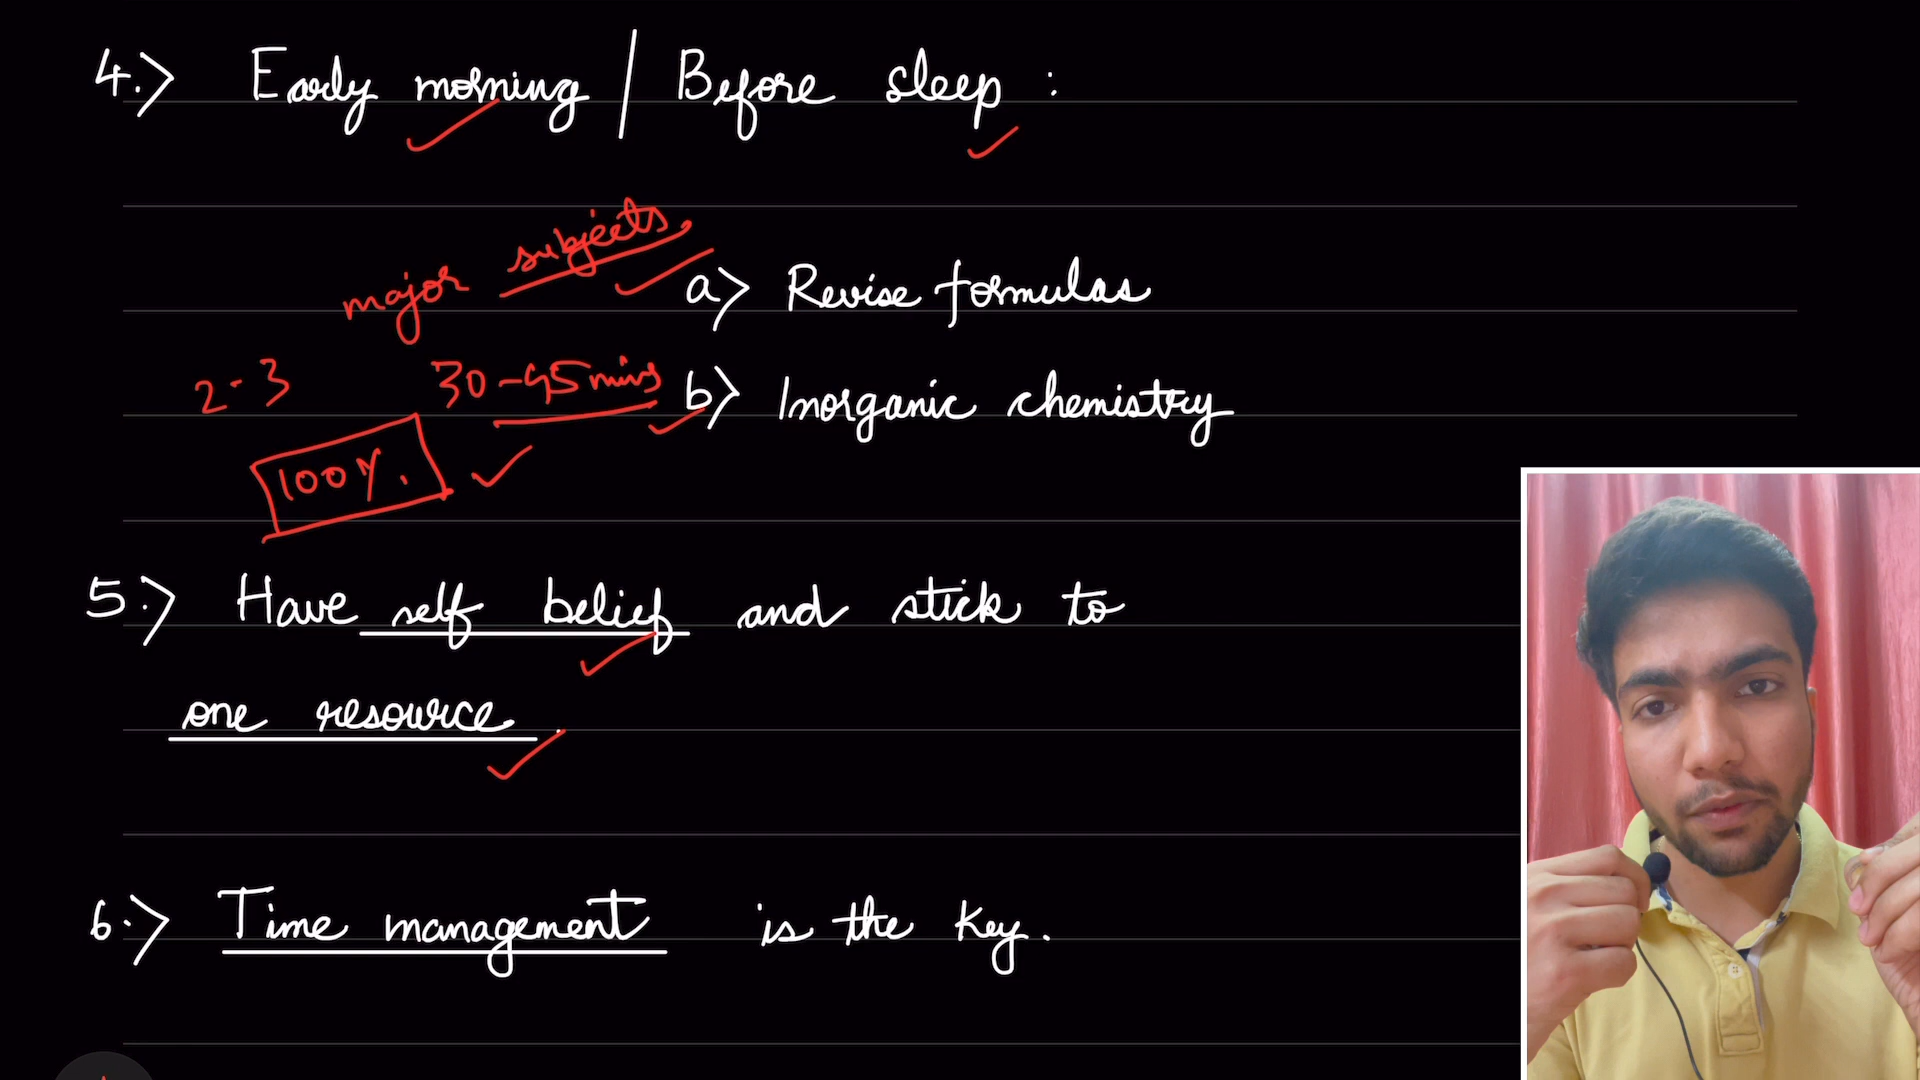 4.> Early morning / Before sleep :
major subjects
a> Revise formulas
2-3 30-45 mins
b> Inorganic chemistry
100%.
5.> Have self belief and stick to
one resource.
6.> Time management is the key.